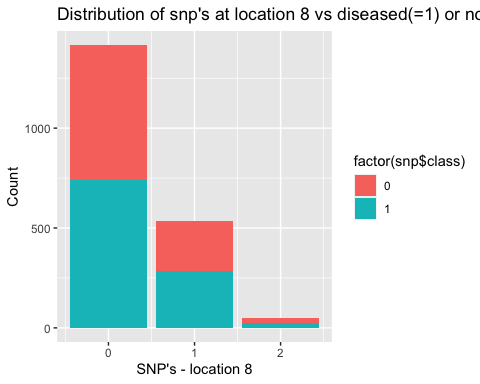 Distribution of snp's at location 8 vs diseased(=1) or no
Count
1000
500
0
0
1
2
SNP's - location 8
factor(snp$class)
0
1